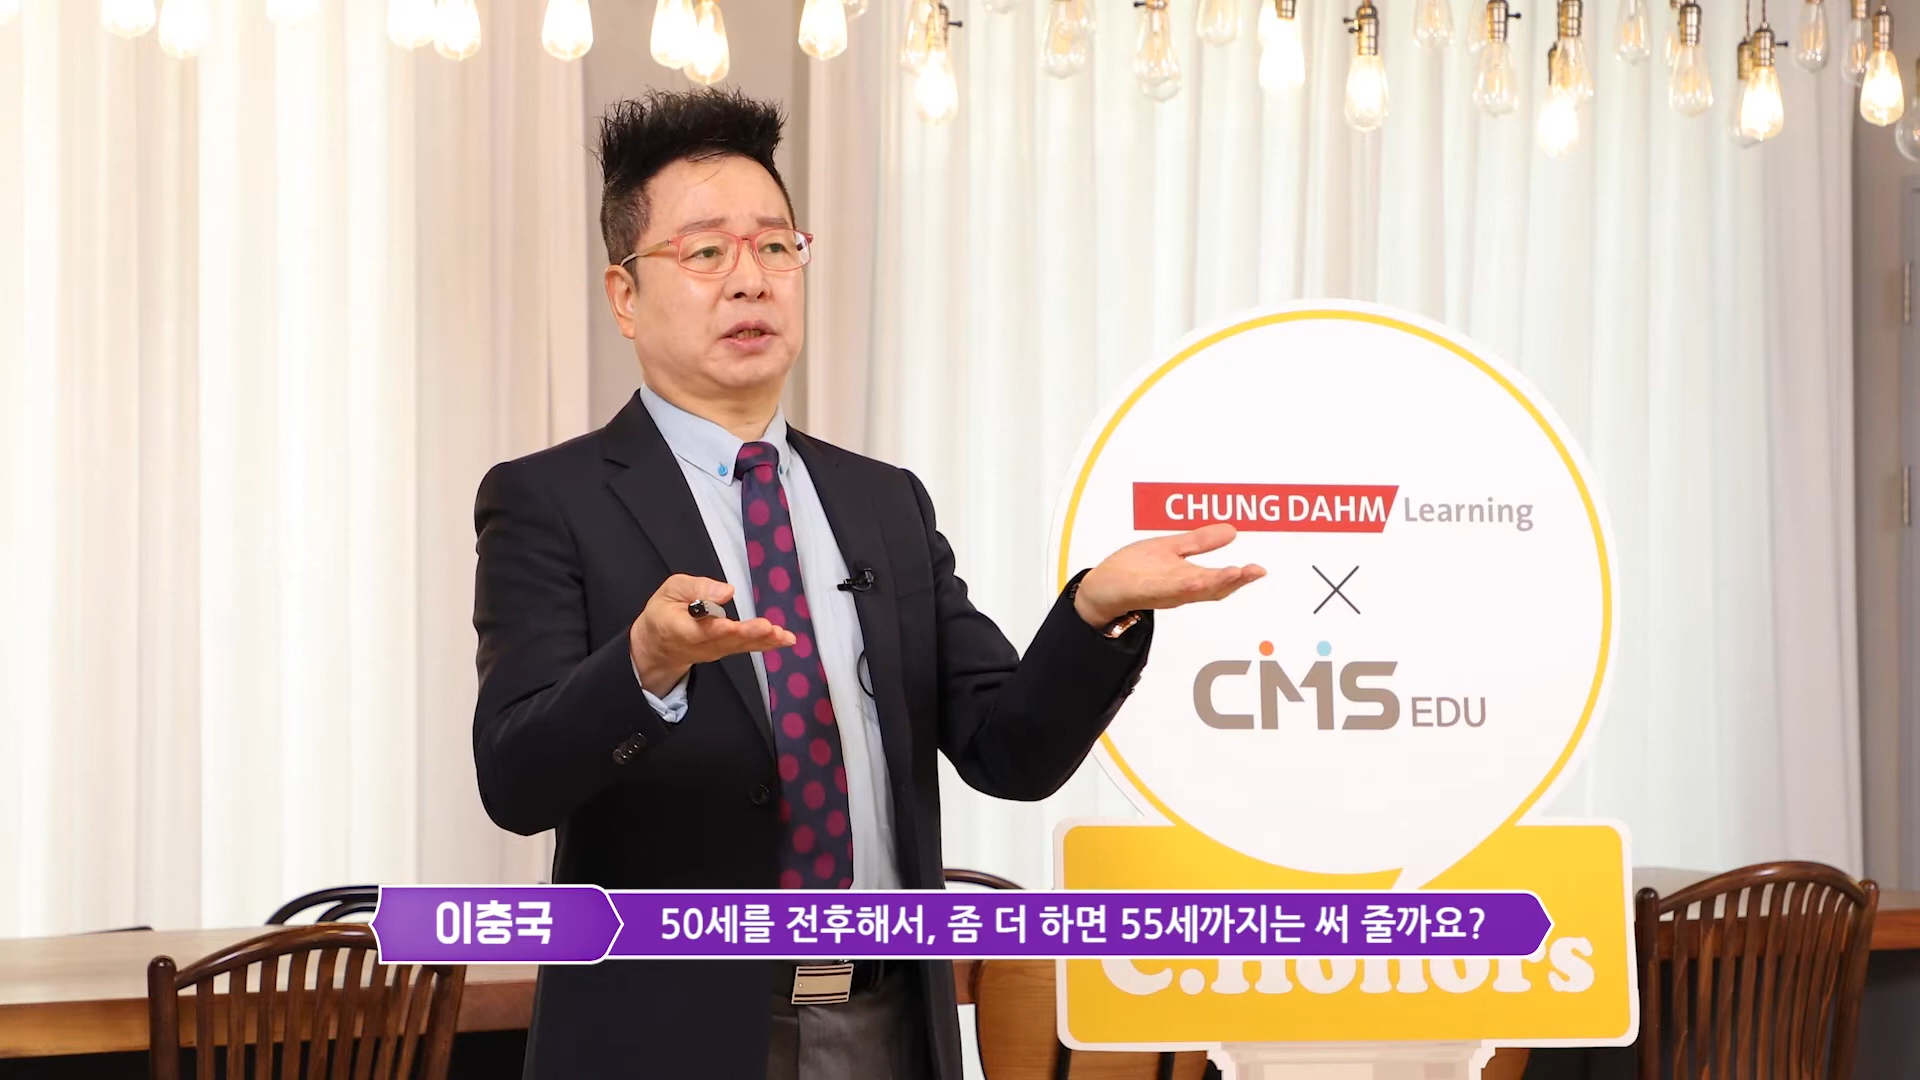 CHUNG DAHM Learning
×
CMS EDU
이충국
50세를 전후해서, 좀 더 하면 55세까지는 써 줄까요?
C.Honors